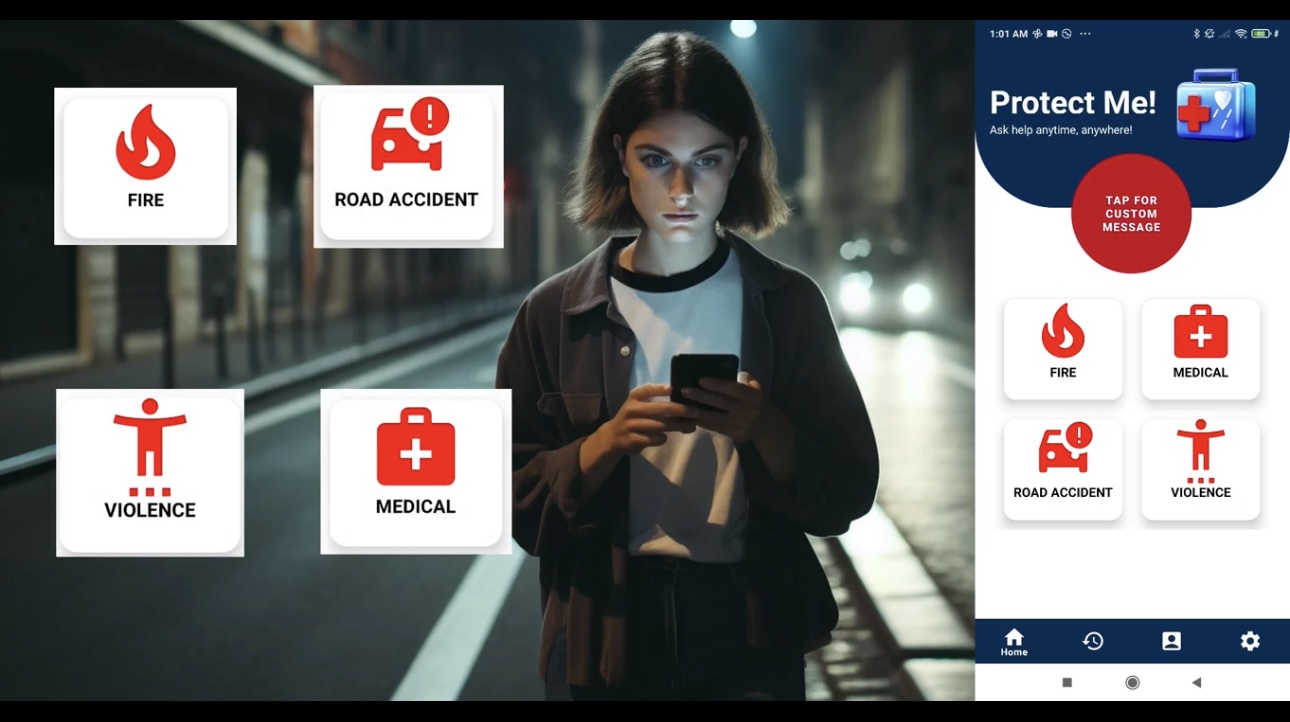 FIRE
ROAD ACCIDENT
VIOLENCE
MEDICAL
1:01 AM
Protect Me!
Ask help anytime, anywhere!
TAP FOR
CUSTOM
MESSAGE
FIRE
MEDICAL
ROAD ACCIDENT
VIOLENCE
Home